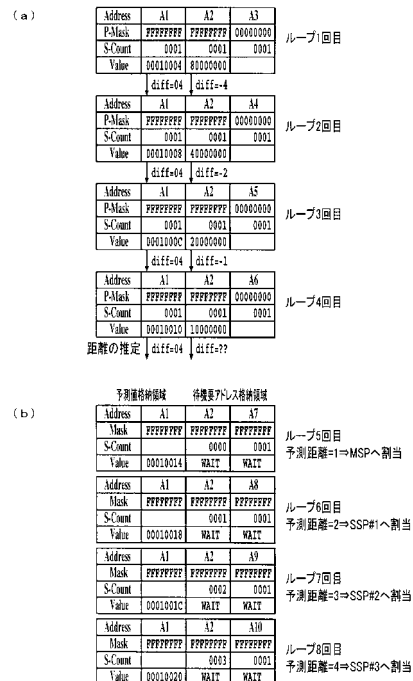 (a)
Address A1 A2 A3
P-Mask FFFFFFFF FFFFFFFF 00000000
S-Count 0001 0001 0001
Value 00010004 80000000
ループ1回目
diff=04 diff=-4
Address A1 A2 A4
P-Mask FFFFFFFF FFFFFFFF 00000000
S-Count 0001 0001 0001
Value 00010008 40000000
ループ2回目
diff=04 diff=-2
Address A1 A2 A5
P-Mask FFFFFFFF FFFFFFFF 00000000
S-Count 0001 0001 0001
Value 0001000C 20000000
ループ3回目
diff=04 diff=-1
Address A1 A2 A6
P-Mask FFFFFFFF FFFFFFFF 00000000
S-Count 0001 0001 0001
Value 00010010 10000000
ループ4回目
距離の推定 diff=04 diff=??
(b)
予測値格納領域 待機要アドレス格納領域
Address A1 A2 A7
Mask FFFFFFFF FFFFFFFF FFFFFFFF
S-Count 0000 0001
Value 00010014 WAIT WAIT
ループ5回目
予測距離=1⇒MSPへ割当
Address A1 A2 A8
Mask FFFFFFFF FFFFFFFF FFFFFFFF
S-Count 0001 0001
Value 00010018 WAIT WAIT
ループ6回目
予測距離=2⇒SSP#1へ割当
Address A1 A2 A9
Mask FFFFFFFF FFFFFFFF FFFFFFFF
S-Count 0002 0001
Value 0001001C WAIT WAIT
ループ7回目
予測距離=3⇒SSP#2へ割当
Address A1 A2 A10
Mask FFFFFFFF FFFFFFFF FFFFFFFF
S-Count 0003 0001
Value 00010020 WAIT WAIT
ループ8回目
予測距離=4⇒SSP#3へ割当